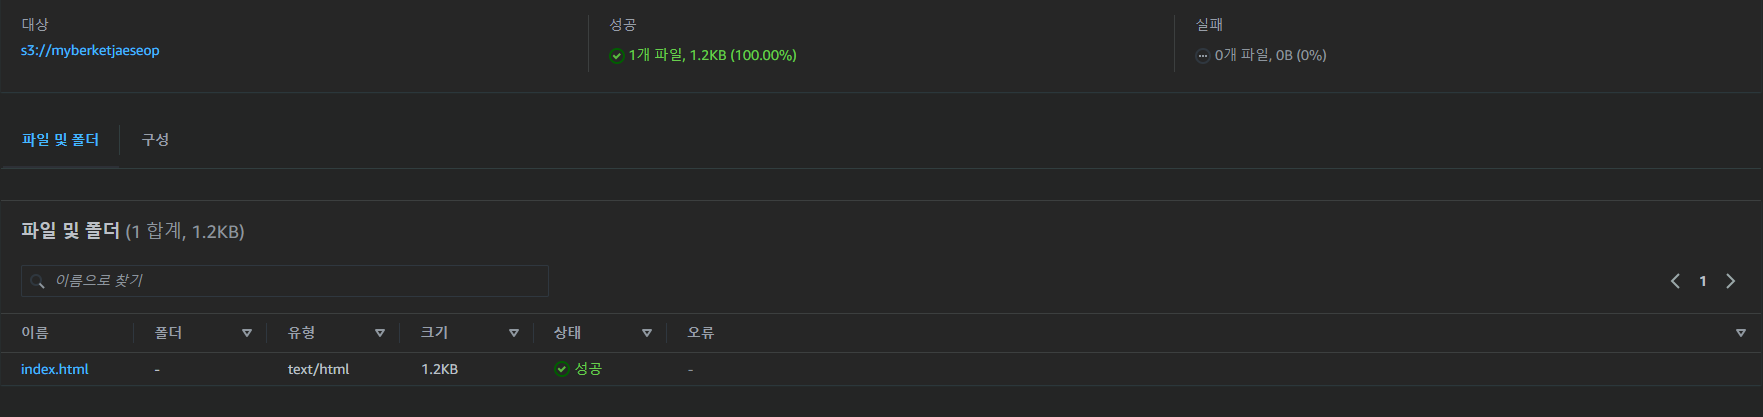 대상 성공 실패
s3://myberketjaeseop 1개 파일, 1.2KB (100.00%) 0개 파일, 0B (0%)
파일 및 폴더 구성
파일 및 폴더 (1 합계, 1.2KB)
이름으로 찾기 1
이름 폴더 유형 크기 상태 오류
index.html - text/html 1.2KB 성공 -